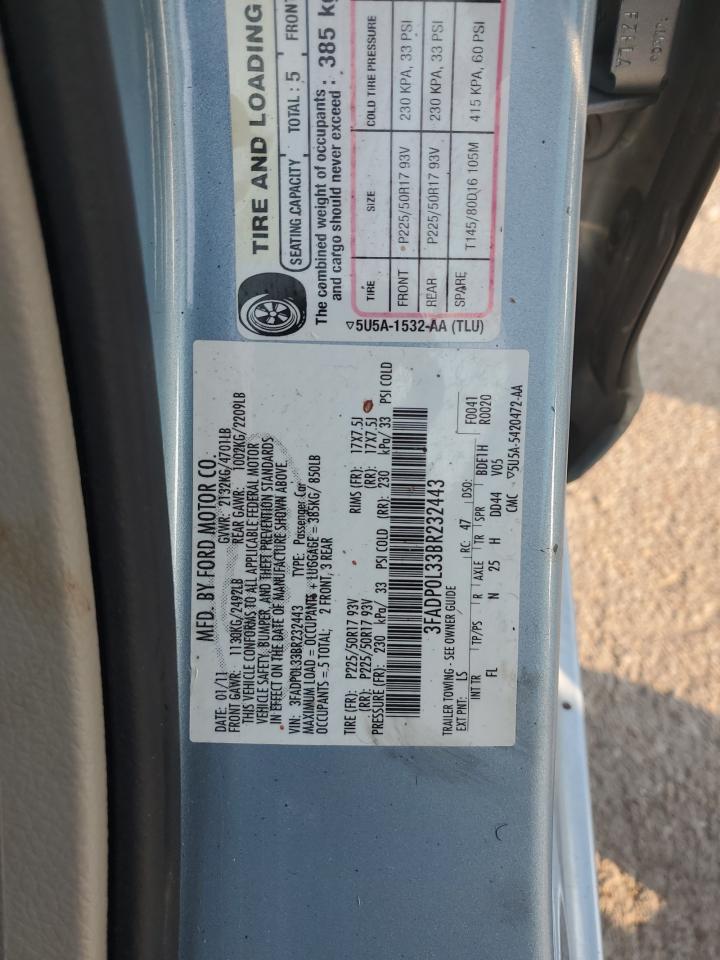 TIRE AND LOADING
SEATING CAPACITY TOTAL : 5 FRONT
The combined weight of occupants
and cargo should never exceed : 385 kg
TIRE SIZE COLD TIRE PRESSURE
FRONT P225/50R17 93V 230 KPA, 33 PSI
REAR P225/50R17 93V 230 KPA, 33 PSI
SPARE T145/80D16 105M 415 KPA, 60 PSI
▽5U5A-1532-AA (TLU)
MFD. BY FORD MOTOR CO.
DATE: 01/11 GVWR: 2132KG/4701LB
FRONT GAWR: 1130KG/2492LB REAR GAWR: 1002KG/2209LB
THIS VEHICLE CONFORMS TO ALL APPLICABLE FEDERAL MOTOR
VEHICLE SAFETY, BUMPER, AND THEFT PREVENTION STANDARDS
IN EFFECT ON THE DATE OF MANUFACTURE SHOWN ABOVE.
VIN: 3FADP0L33BR232443 TYPE: Passenger Car
MAXIMUM LOAD = OCCUPANTS + LUGGAGE = 385KG/ 850LB
OCCUPANTS = 5 TOTAL: 2 FRONT, 3 REAR
TIRE (FR): P225/50R17 93V RIMS (FR): 17X7.5J
(RR): P225/50R17 93V (RR): 17X7.5J
PRESSURE (FR): 230 kPa/ 33 PSI COLD (RR): 230 kPa/ 33 PSI COLD
3FADP0L33BR232443
TRAILER TOWING - SEE OWNER GUIDE F0041
R0020
EXT PNT: LS RC: 47 DSO:
INT TR TP/PS R AXLE TR SPR BDE1H
FL N 25 H DD44 V05
CMC ▽5U5A-5420472-AA